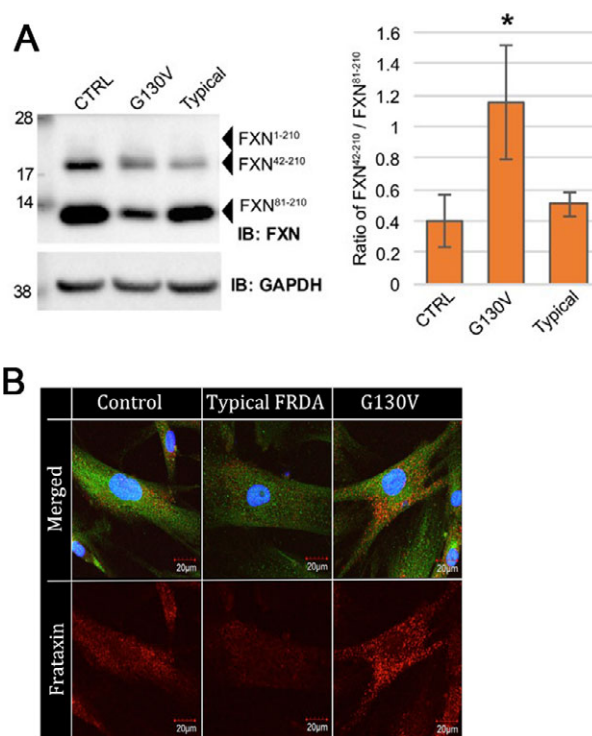 A
CTRL
G130V
Typical
28
17
14
FXN1-210
FXN42-210
FXN81-210
IB: FXN
38
IB: GAPDH
Ratio of FXN42-210 / FXN81-210
1.6
1.4
1.2
1
0.8
0.6
0.4
0.2
0
*
CTRL
G130V
Typical
B
Control
Typical FRDA
G130V
Merged
20μm
20μm
20μm
Frataxin
20μm
20μm
20μm